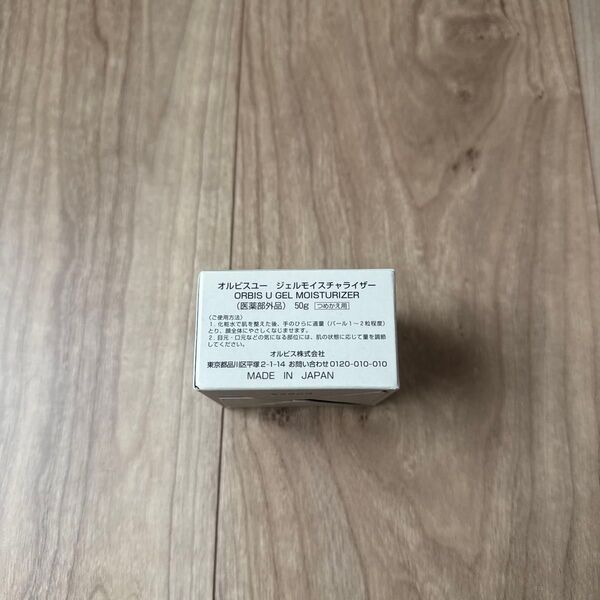 オルビスユー ジェルモイスチャライザー
ORBIS U GEL MOISTURIZER
(医薬部外品) 50g つめかえ用
〈ご使用方法〉
1. 化粧水で肌を整えた後、手のひらに適量(パール1～2粒程度)
とり、顔全体にやさしくなじませます。
2. 目元・口元などの気になる部位には、肌の状態に応じて量を調節
してください。
オルビス株式会社
東京都品川区平塚2-1-14 お問い合わせ0120-010-010
MADE IN JAPAN